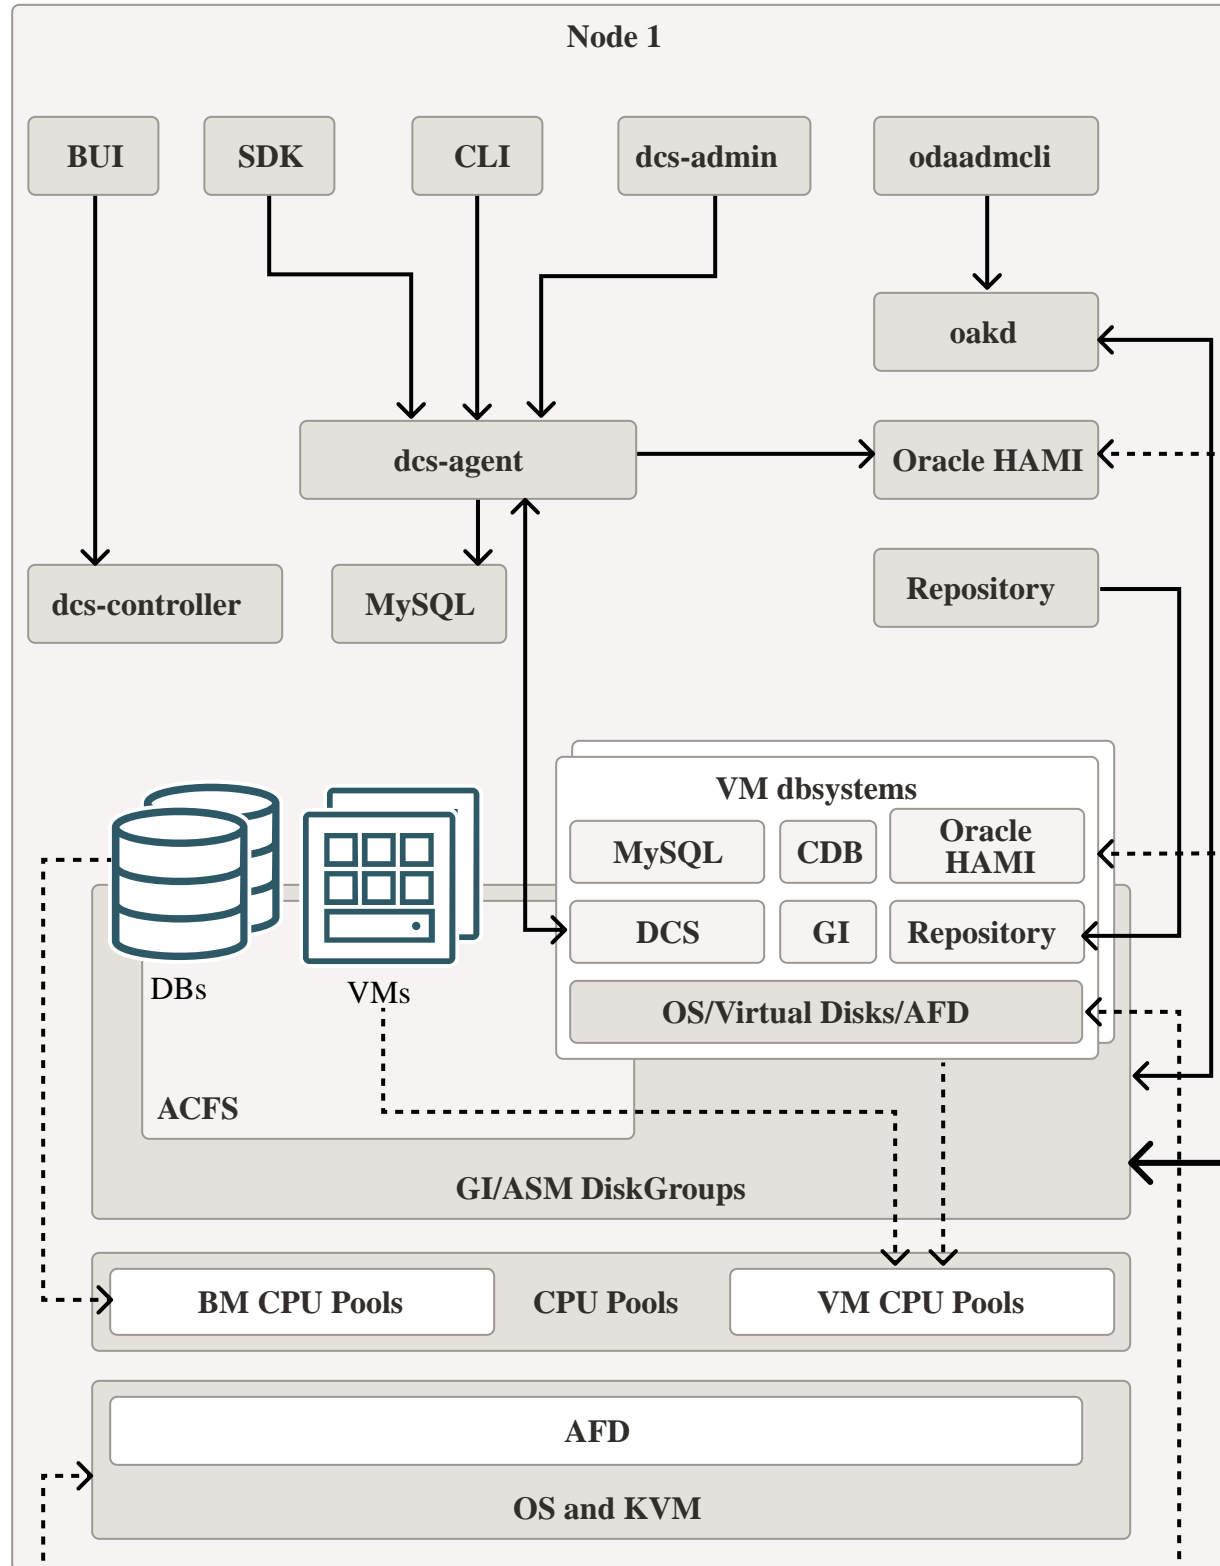 Node 1
BUI
SDK
CLI
dcs-admin
odaadmcli
oakd
dcs-agent
Oracle HAMI
dcs-controller
MySQL
Repository
VM dbsystems
MySQL
CDB
Oracle
HAMI
DCS
GI
Repository
OS/Virtual Disks/AFD
DBs
VMs
ACFS
GI/ASM DiskGroups
BM CPU Pools
CPU Pools
VM CPU Pools
AFD
OS and KVM